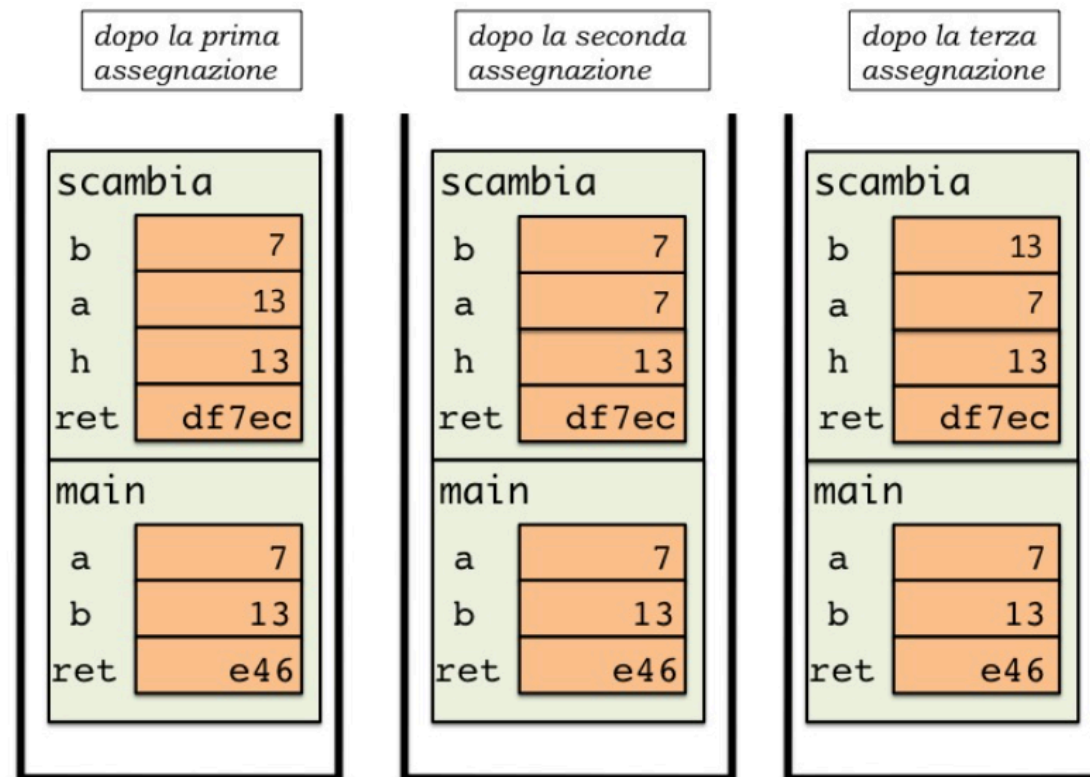 dopo la prima
assegnazione
scambia
b 7
a 13
h 13
ret df7ec
main
a 7
b 13
ret e46
dopo la seconda
assegnazione
scambia
b 7
a 7
h 13
ret df7ec
main
a 7
b 13
ret e46
dopo la terza
assegnazione
scambia
b 13
a 7
h 13
ret df7ec
main
a 7
b 13
ret e46